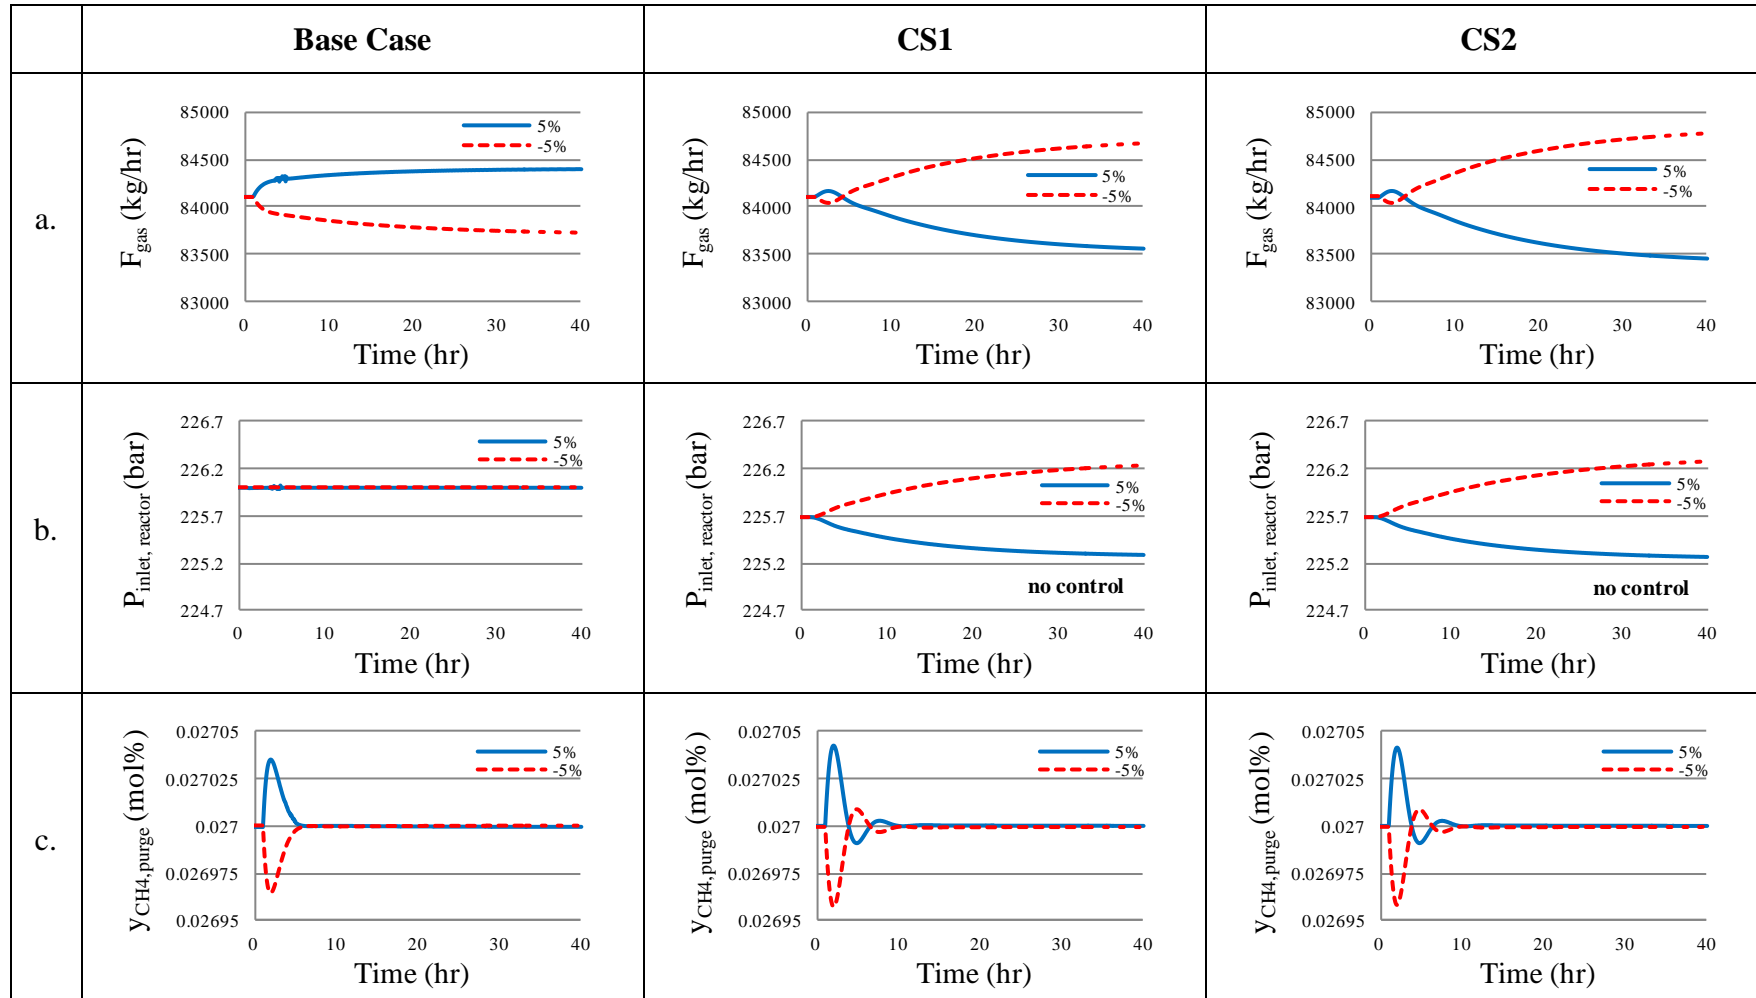 Base Case
CS1
CS2
a.
F_gas (kg/hr)
85000
84500
84000
83500
83000
0 10 20 30 40
Time (hr)
5%
-5%
F_gas (kg/hr)
85000
84500
84000
83500
83000
0 10 20 30 40
Time (hr)
5%
-5%
F_gas (kg/hr)
85000
84500
84000
83500
83000
0 10 20 30 40
Time (hr)
5%
-5%
b.
P_inlet, reactor (bar)
226.7
226.2
225.7
225.2
224.7
0 10 20 30 40
Time (hr)
5%
-5%
P_inlet, reactor (bar)
226.7
226.2
225.7
225.2
224.7
0 10 20 30 40
Time (hr)
5%
-5%
no control
P_inlet, reactor (bar)
226.7
226.2
225.7
225.2
224.7
0 10 20 30 40
Time (hr)
5%
-5%
no control
c.
y_CH4,purge (mol%)
0.02705
0.027025
0.027
0.026975
0.02695
0 10 20 30 40
Time (hr)
5%
-5%
y_CH4,purge (mol%)
0.02705
0.027025
0.027
0.026975
0.02695
0 10 20 30 40
Time (hr)
5%
-5%
y_CH4,purge (mol%)
0.02705
0.027025
0.027
0.026975
0.02695
0 10 20 30 40
Time (hr)
5%
-5%